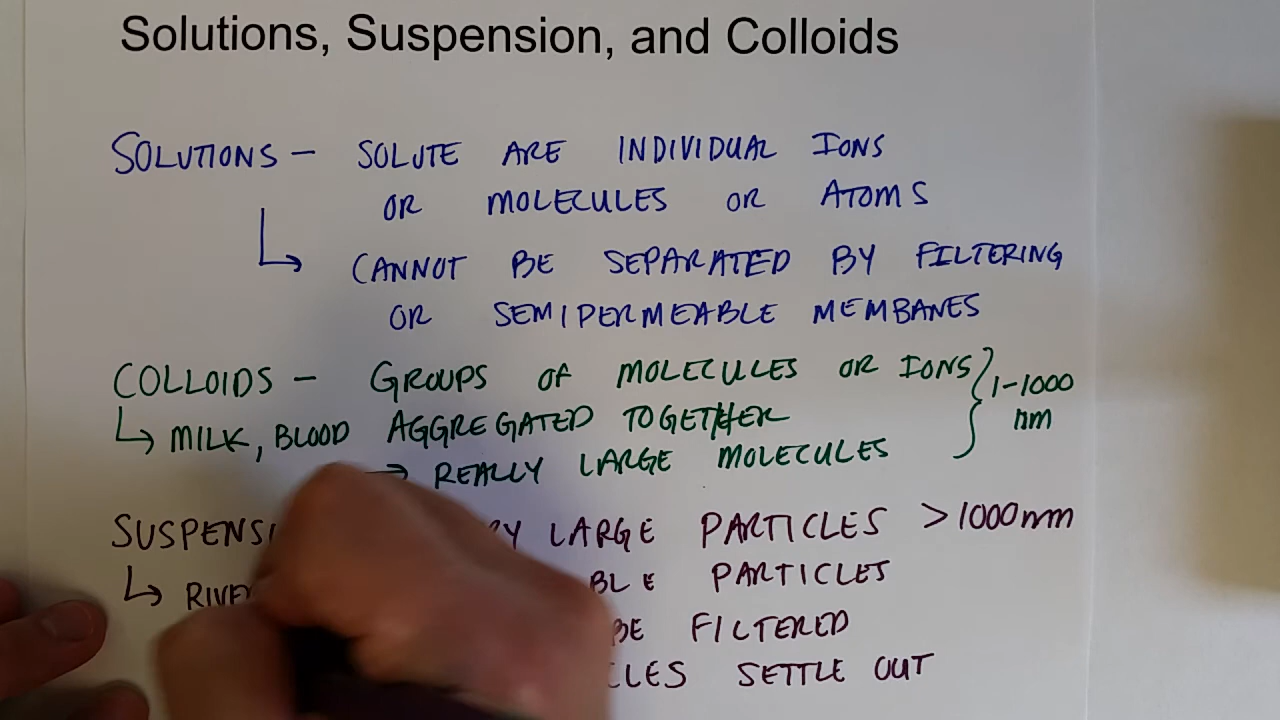 Solutions, Suspension, and Colloids
SOLUTIONS – SOLUTE ARE INDIVIDUAL IONS
OR MOLECULES OR ATOMS
↳ CANNOT BE SEPARATED BY FILTERING
OR SEMIPERMEABLE MEMBANES
COLLOIDS – GROUPS OF MOLECULES OR IONS } 1-1000
↳ MILK, BLOOD AGGREGATED TOGETHER nm
→ REALLY LARGE MOLECULES
LARGE PARTICLES >1000nm
↳ PARTICLES
BE FILTERED
SETTLE OUT